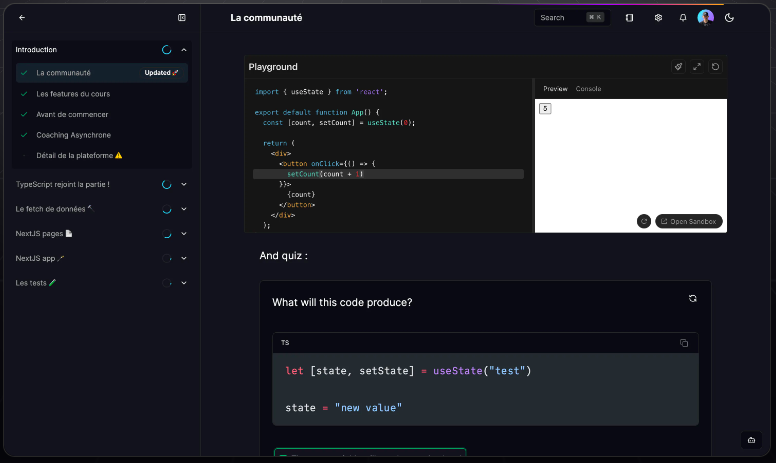 La communauté
Search
⌘ K
Introduction
La communauté
Updated 🚀
Les features du cours
Avant de commencer
Coaching Asynchrone
Détail de la plateforme ⚠️
TypeScript rejoint la partie !
Le fetch de données
NextJS pages
NextJS app
Les tests
Playground
import { useState } from 'react';
export default function App() {
const [count, setCount] = useState(0);
return (
<div>
<button onClick={() => {
setCount(count + 1)
}}>
{count}
</button>
</div>
);
Preview
Console
5
Open Sandbox
And quiz :
What will this code produce?
TS
let [state, setState] = useState("test")
state = "new value"